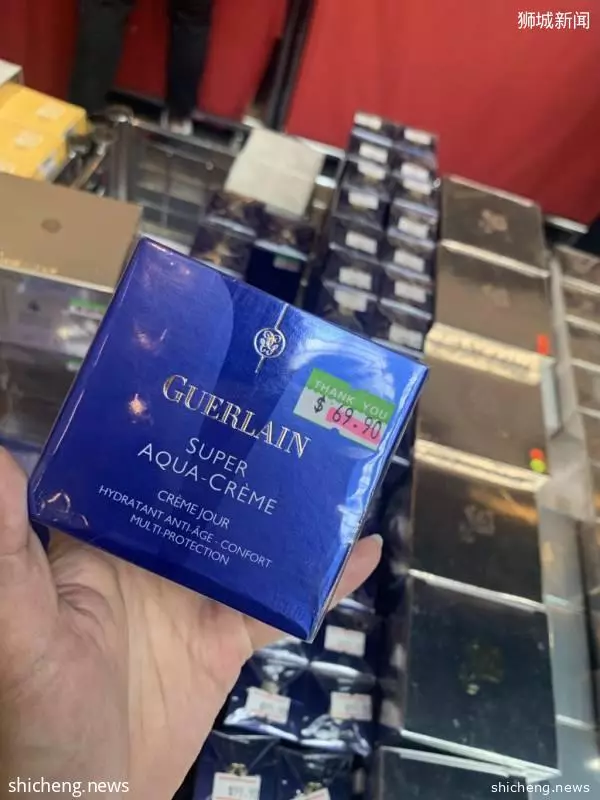 狮城新闻
THANK YOU
$ 69.90
GUERLAIN
SUPER
AQUA-CRÈME
CRÈME JOUR
HYDRATANT ANTI-ÂGE - CONFORT
MULTI-PROTECTION
shicheng.news
shicheng.news